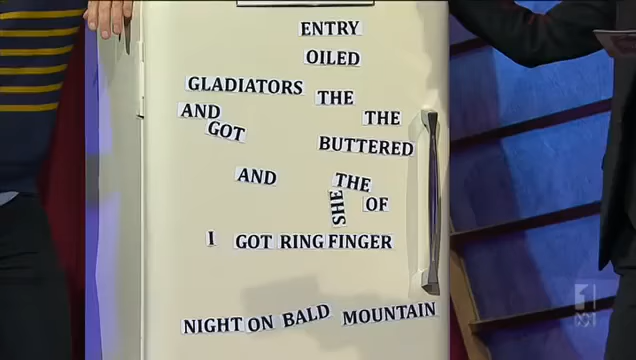 ENTRY
OILED
GLADIATORS THE
AND THE
GOT BUTTERED
AND THE
SHE OF
I GOT RING FINGER
NIGHT ON BALD MOUNTAIN